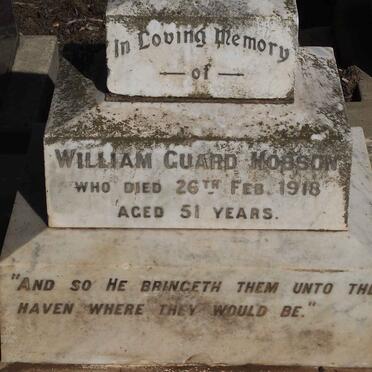 In Loving Memory
— of —
WILLIAM GUARD HOBSON
WHO DIED 26TH FEB. 1918
AGED 51 YEARS.
"AND SO HE BRINGETH THEM UNTO THE
HAVEN WHERE THEY WOULD BE."